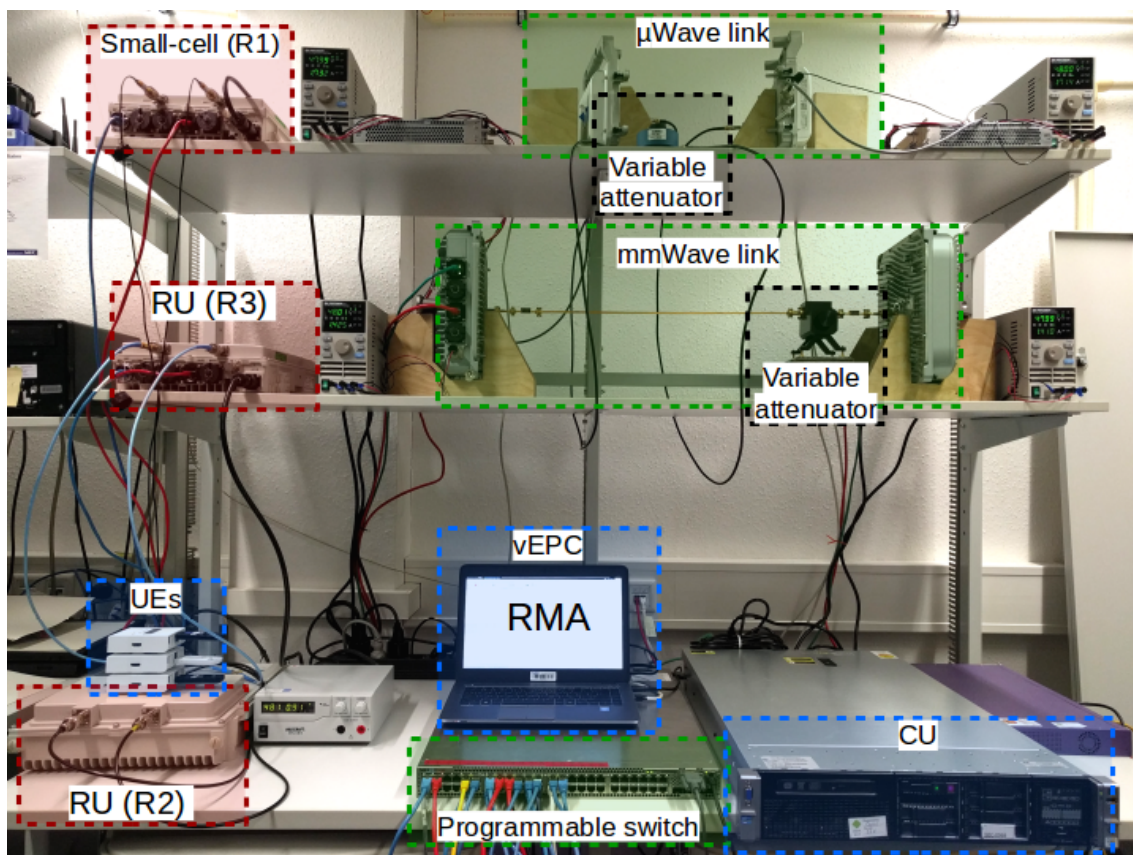 Small-cell (R1)
µWave link
Variable
attenuator
mmWave link
RU (R3)
Variable
attenuator
vEPC
RMA
UEs
CU
RU (R2)
Programmable switch